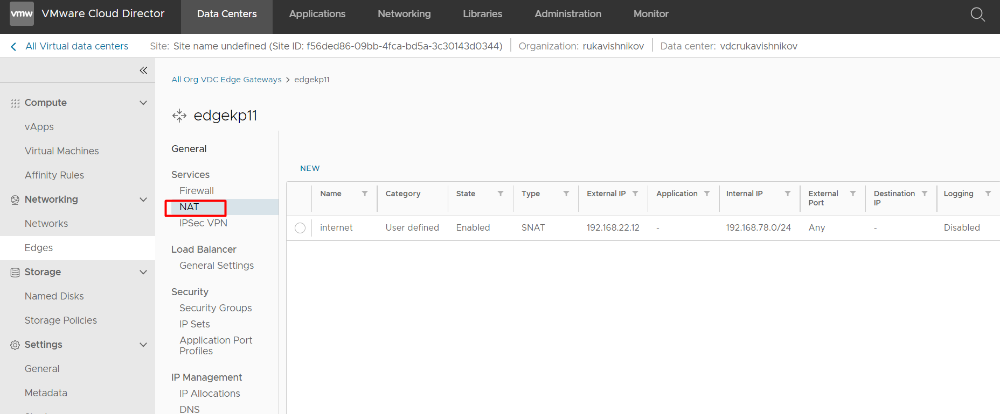 vmw VMware Cloud Director Data Centers Applications Networking Libraries Administration Monitor
All Virtual data centers Site: Site name undefined (Site ID: f56ded86-09bb-4fca-bd5a-3c30143d0344) Organization: rukavishnikov Data center: vdcrukavishnikov
Compute
vApps
Virtual Machines
Affinity Rules
Networking
Networks
Edges
Storage
Named Disks
Storage Policies
Settings
General
Metadata
All Org VDC Edge Gateways > edgekp11
edgekp11
General
Services
Firewall
NAT
IPSec VPN
Load Balancer
General Settings
Security
Security Groups
IP Sets
Application Port
Profiles
IP Management
IP Allocations
DNS
NEW
Name Category State Type External IP Application Internal IP External Port Destination IP Logging
internet User defined Enabled SNAT 192.168.22.12 - 192.168.78.0/24 Any - Disabled